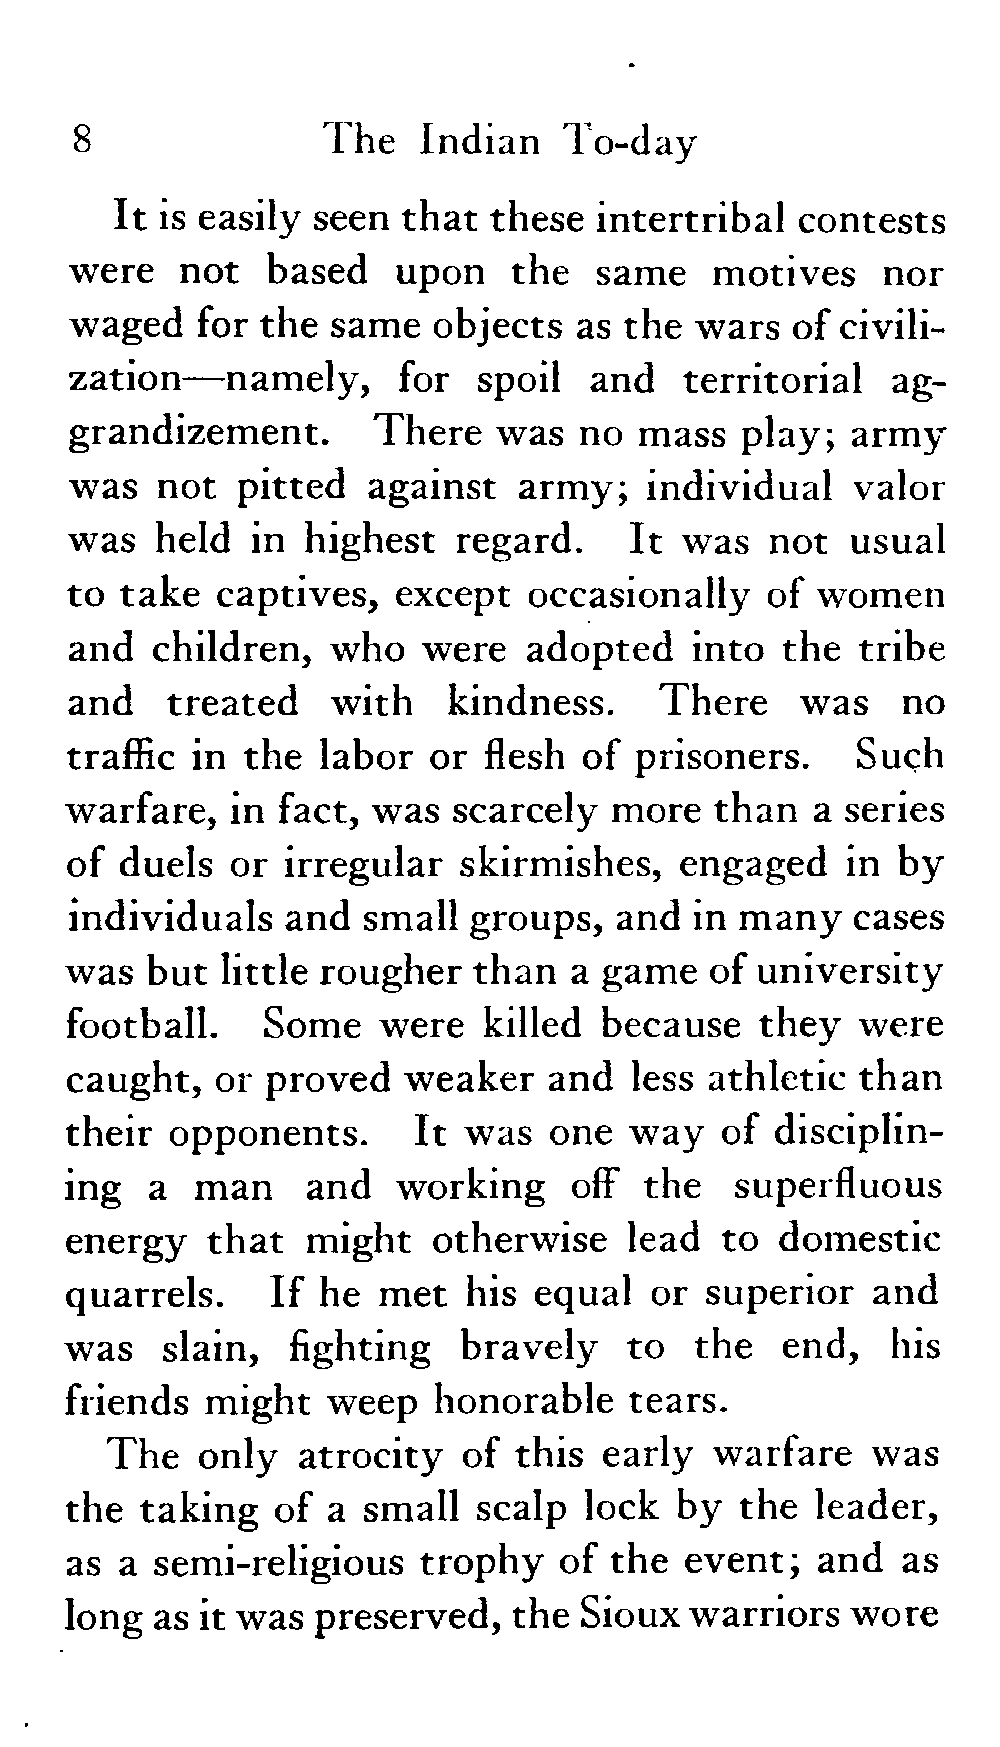 8 The Indian To-day
It is easily seen that these intertribal contests
were not based upon the same motives nor
waged for the same objects as the wars of civili-
zation—namely, for spoil and territorial ag-
grandizement. There was no mass play; army
was not pitted against army; individual valor
was held in highest regard. It was not usual
to take captives, except occasionally of women
and children, who were adopted into the tribe
and treated with kindness. There was no
traffic in the labor or flesh of prisoners. Such
warfare, in fact, was scarcely more than a series
of duels or irregular skirmishes, engaged in by
individuals and small groups, and in many cases
was but little rougher than a game of university
football. Some were killed because they were
caught, or proved weaker and less athletic than
their opponents. It was one way of disciplin-
ing a man and working off the superfluous
energy that might otherwise lead to domestic
quarrels. If he met his equal or superior and
was slain, fighting bravely to the end, his
friends might weep honorable tears.
The only atrocity of this early warfare was
the taking of a small scalp lock by the leader,
as a semi-religious trophy of the event; and as
long as it was preserved, the Sioux warriors wore